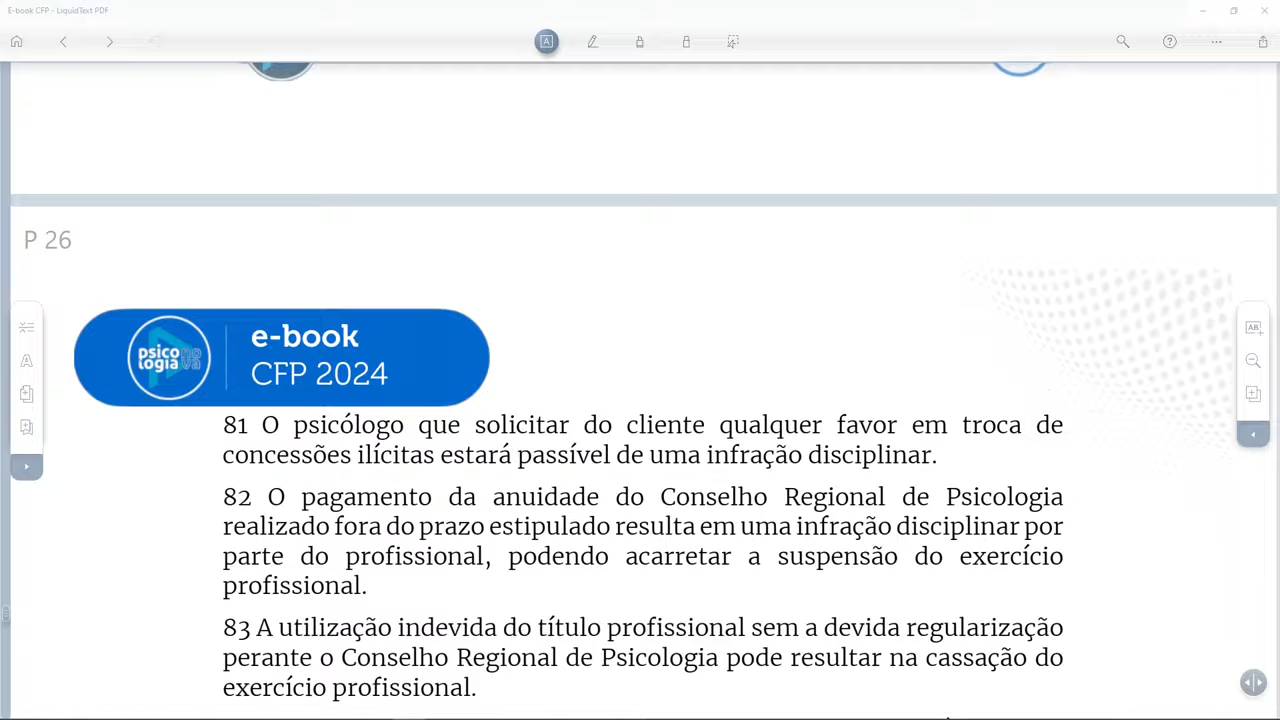 E-book CFP - LiquidText PDF
P 26
psico no
logia va
e-book
CFP 2024
81 O psicólogo que solicitar do cliente qualquer favor em troca de
concessões ilícitas estará passível de uma infração disciplinar.
82 O pagamento da anuidade do Conselho Regional de Psicologia
realizado fora do prazo estipulado resulta em uma infração disciplinar por
parte do profissional, podendo acarretar a suspensão do exercício
profissional.
83 A utilização indevida do título profissional sem a devida regularização
perante o Conselho Regional de Psicologia pode resultar na cassação do
exercício profissional.